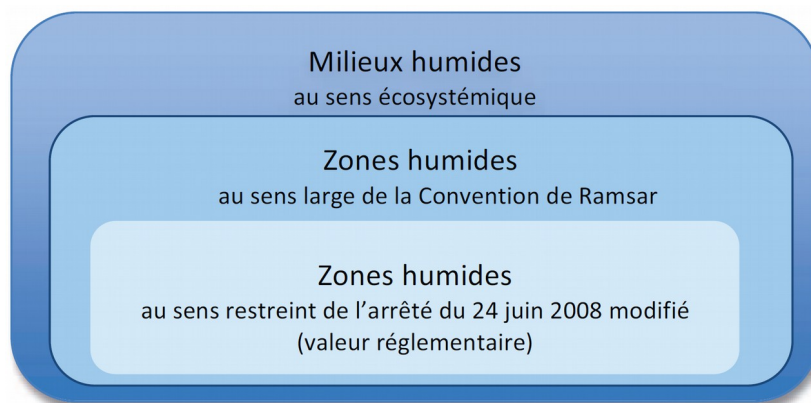 Milieux humides
au sens écosystémique
Zones humides
au sens large de la Convention de Ramsar
Zones humides
au sens restreint de l’arrêté du 24 juin 2008 modifié
(valeur réglementaire)